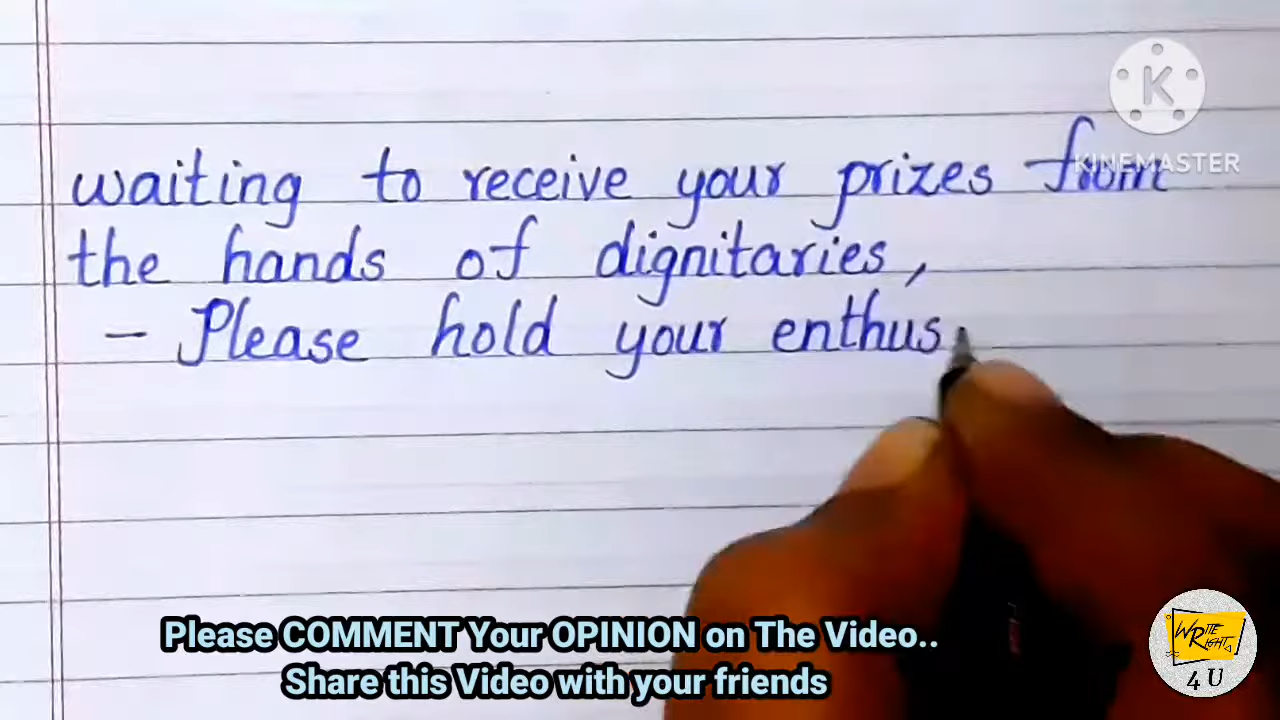 waiting to receive your prizes from
the hands of dignitaries,
- Please hold your enthus
KINEMASTER
Please COMMENT Your OPINION on The Video..
Share this Video with your friends
WRITE
RIGHT
4 U